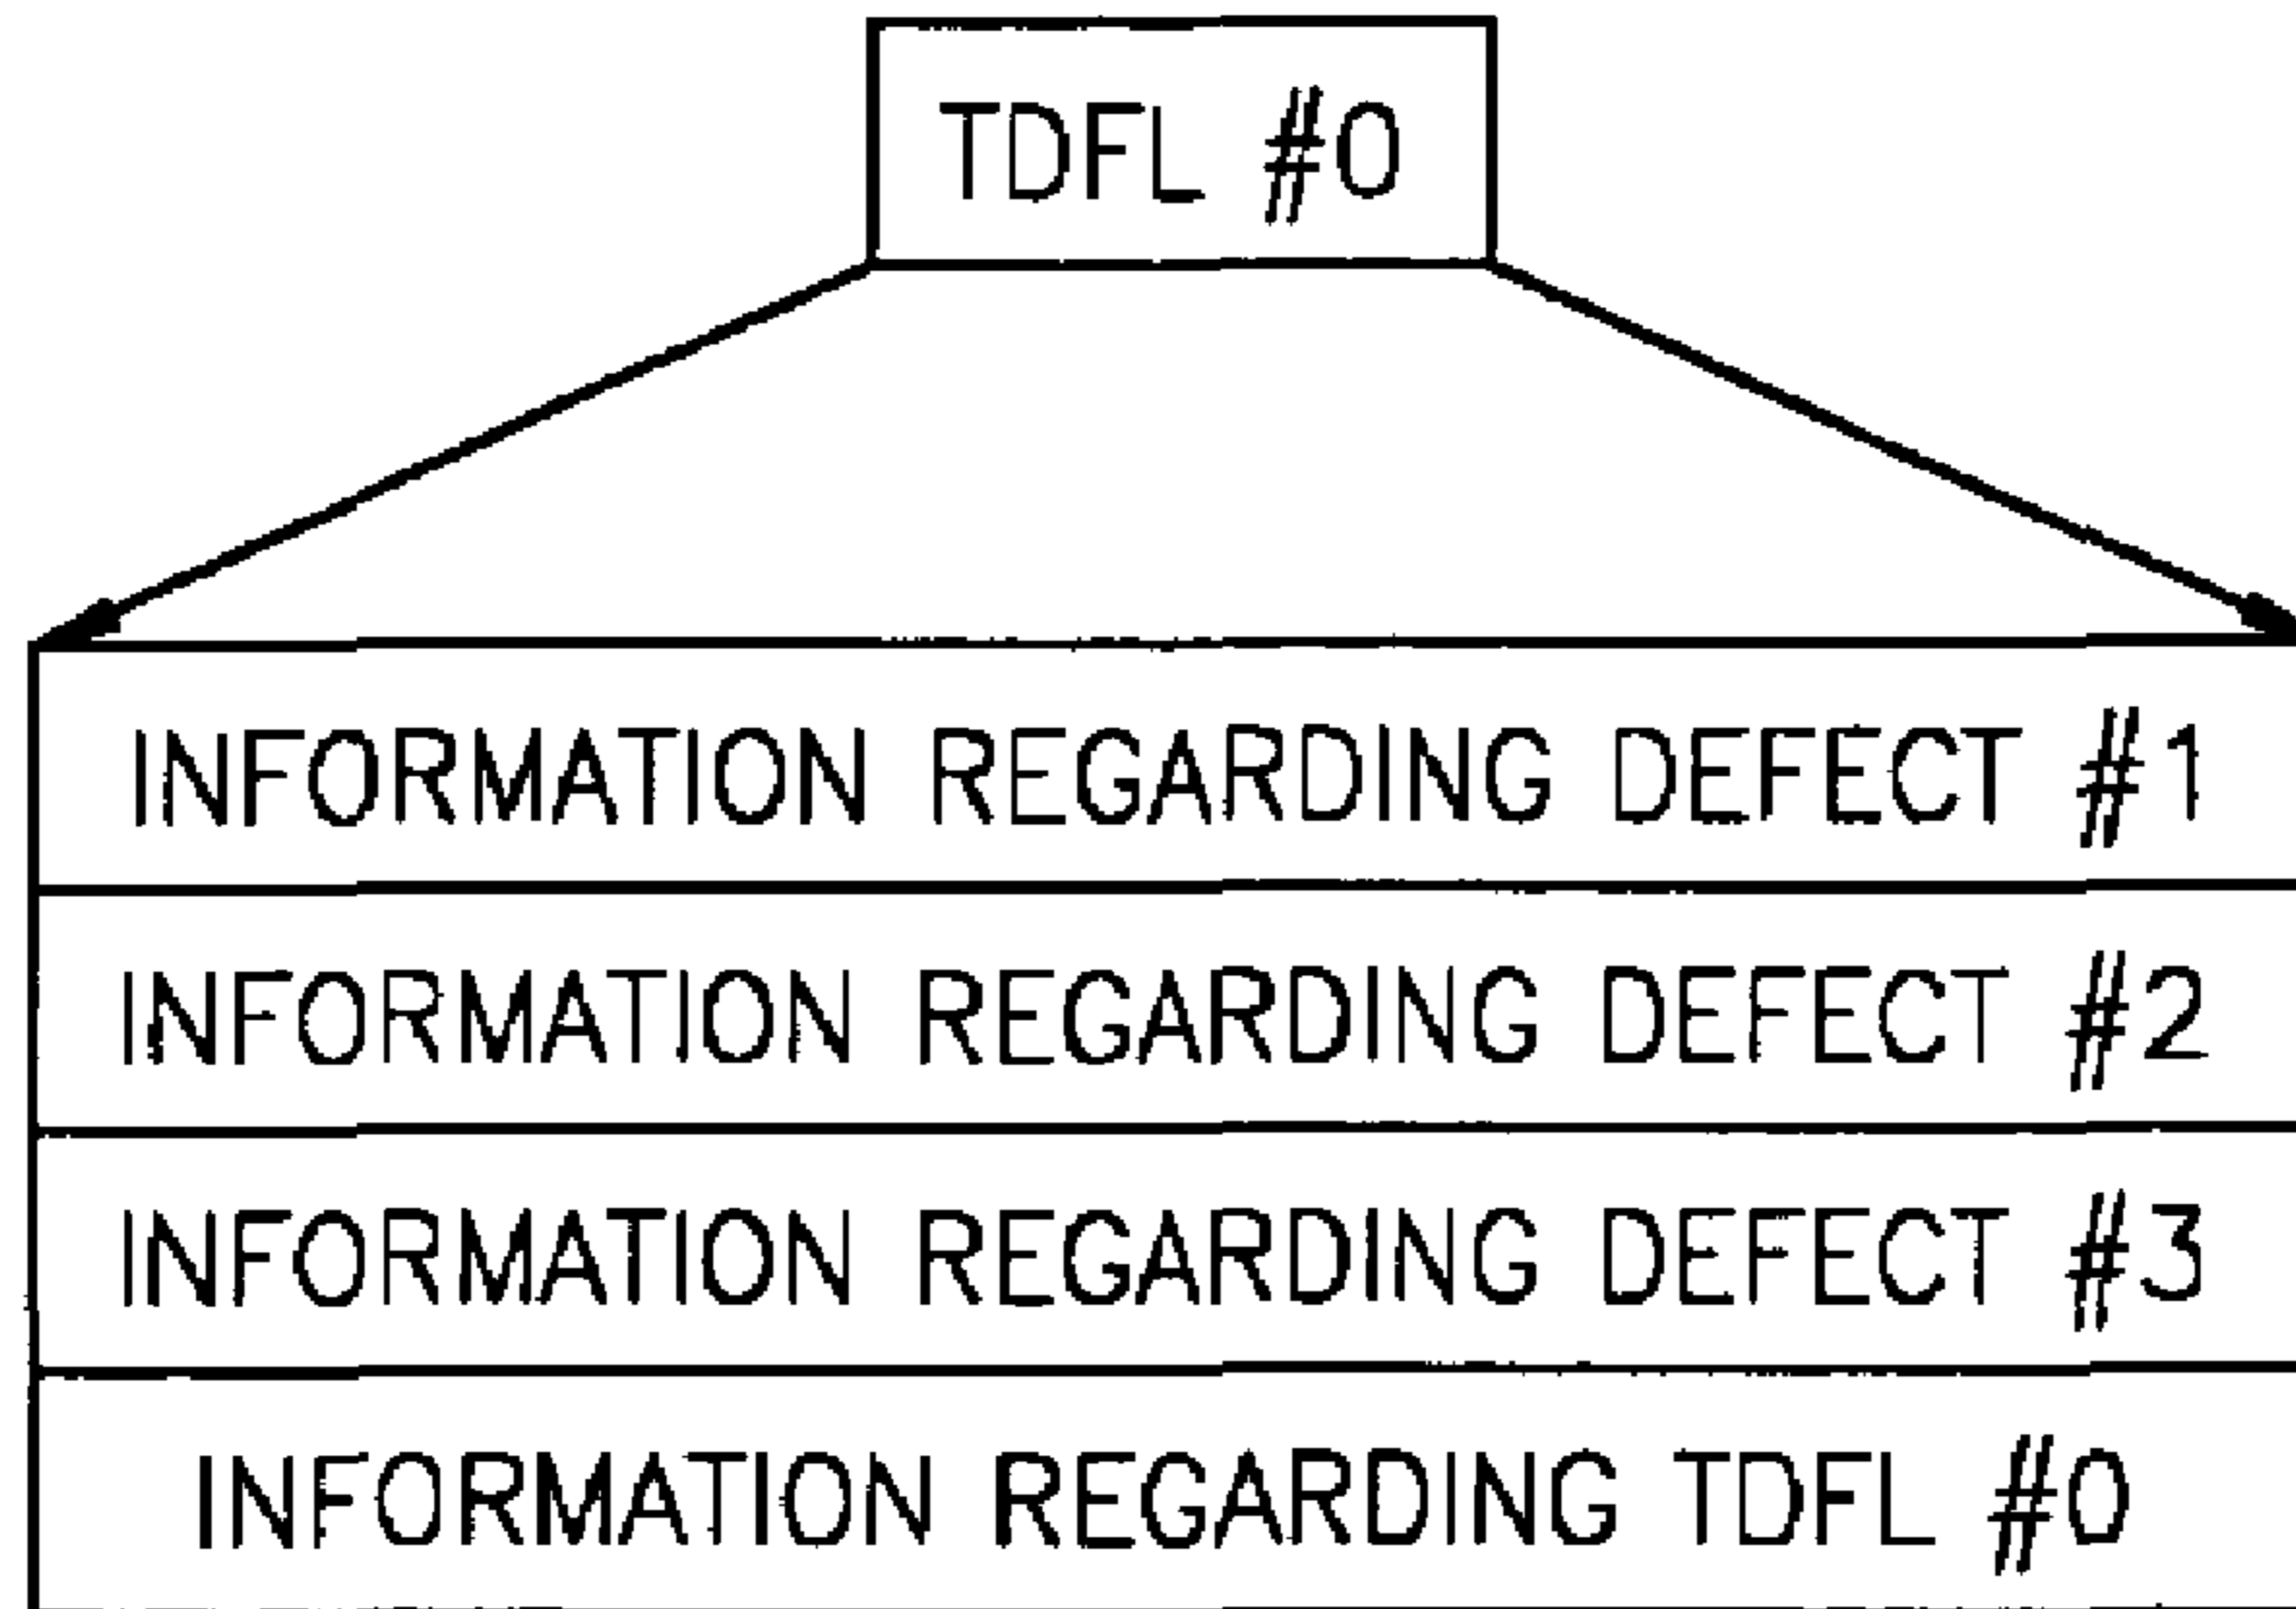 TDFL #0
INFORMATION REGARDING DEFECT #1
INFORMATION REGARDING DEFECT #2
INFORMATION REGARDING DEFECT #3
INFORMATION REGARDING TDFL #0